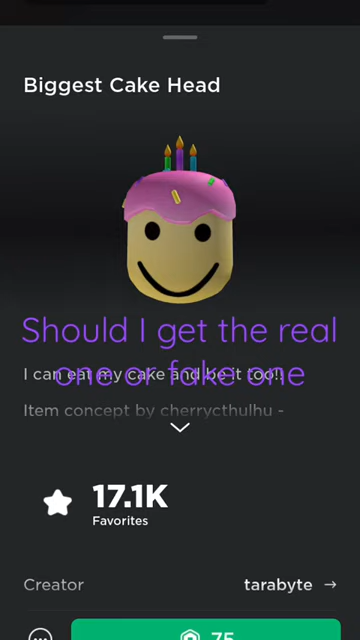 Biggest Cake Head
Should I get the real
one or fake one
I can eat my cake and be it too!!
Item concept by cherrycthulhu -
17.1K
Favorites
Creator
tarabyte →
75